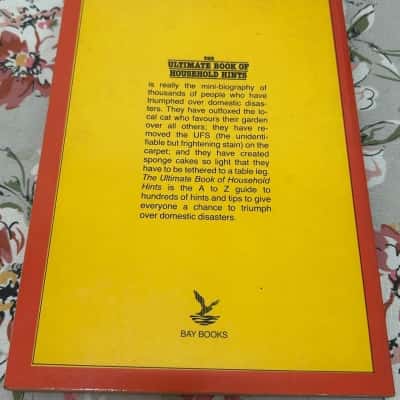 THE
ULTIMATE BOOK OF
HOUSEHOLD HINTS
is really the mini-biography of
thousands of people who have
triumphed over domestic disas-
ters. They have outfoxed the lo-
cal cat who favours their garden
over all others; they have re-
moved the UFS (the unidenti-
fiable but frightening stain) on the
carpet; and they have created
sponge cakes so light that they
have to be tethered to a table leg.
The Ultimate Book of Household
Hints is the A to Z guide to
hundreds of hints and tips to give
everyone a chance to triumph
over domestic disasters.
BAY BOOKS